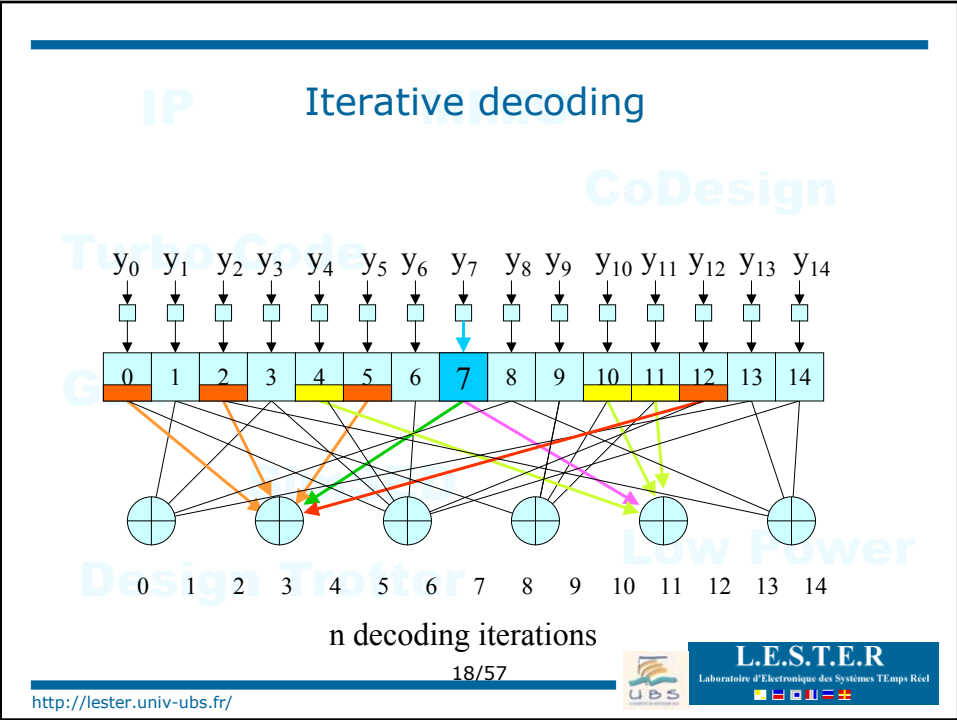 Iterative decoding
IP
CoDesign
Turbo Code
y0 y1 y2 y3 y4 y5 y6 y7 y8 y9 y10 y11 y12 y13 y14
0 1 2 3 4 5 6 7 8 9 10 11 12 13 14
Low Power
Design Trotter
0 1 2 3 4 5 6 7 8 9 10 11 12 13 14
n decoding iterations
18/57
L.E.S.T.E.R
Laboratoire d'Electronique des Systèmes TEmps Réel
UBS
http://lester.univ-ubs.fr/